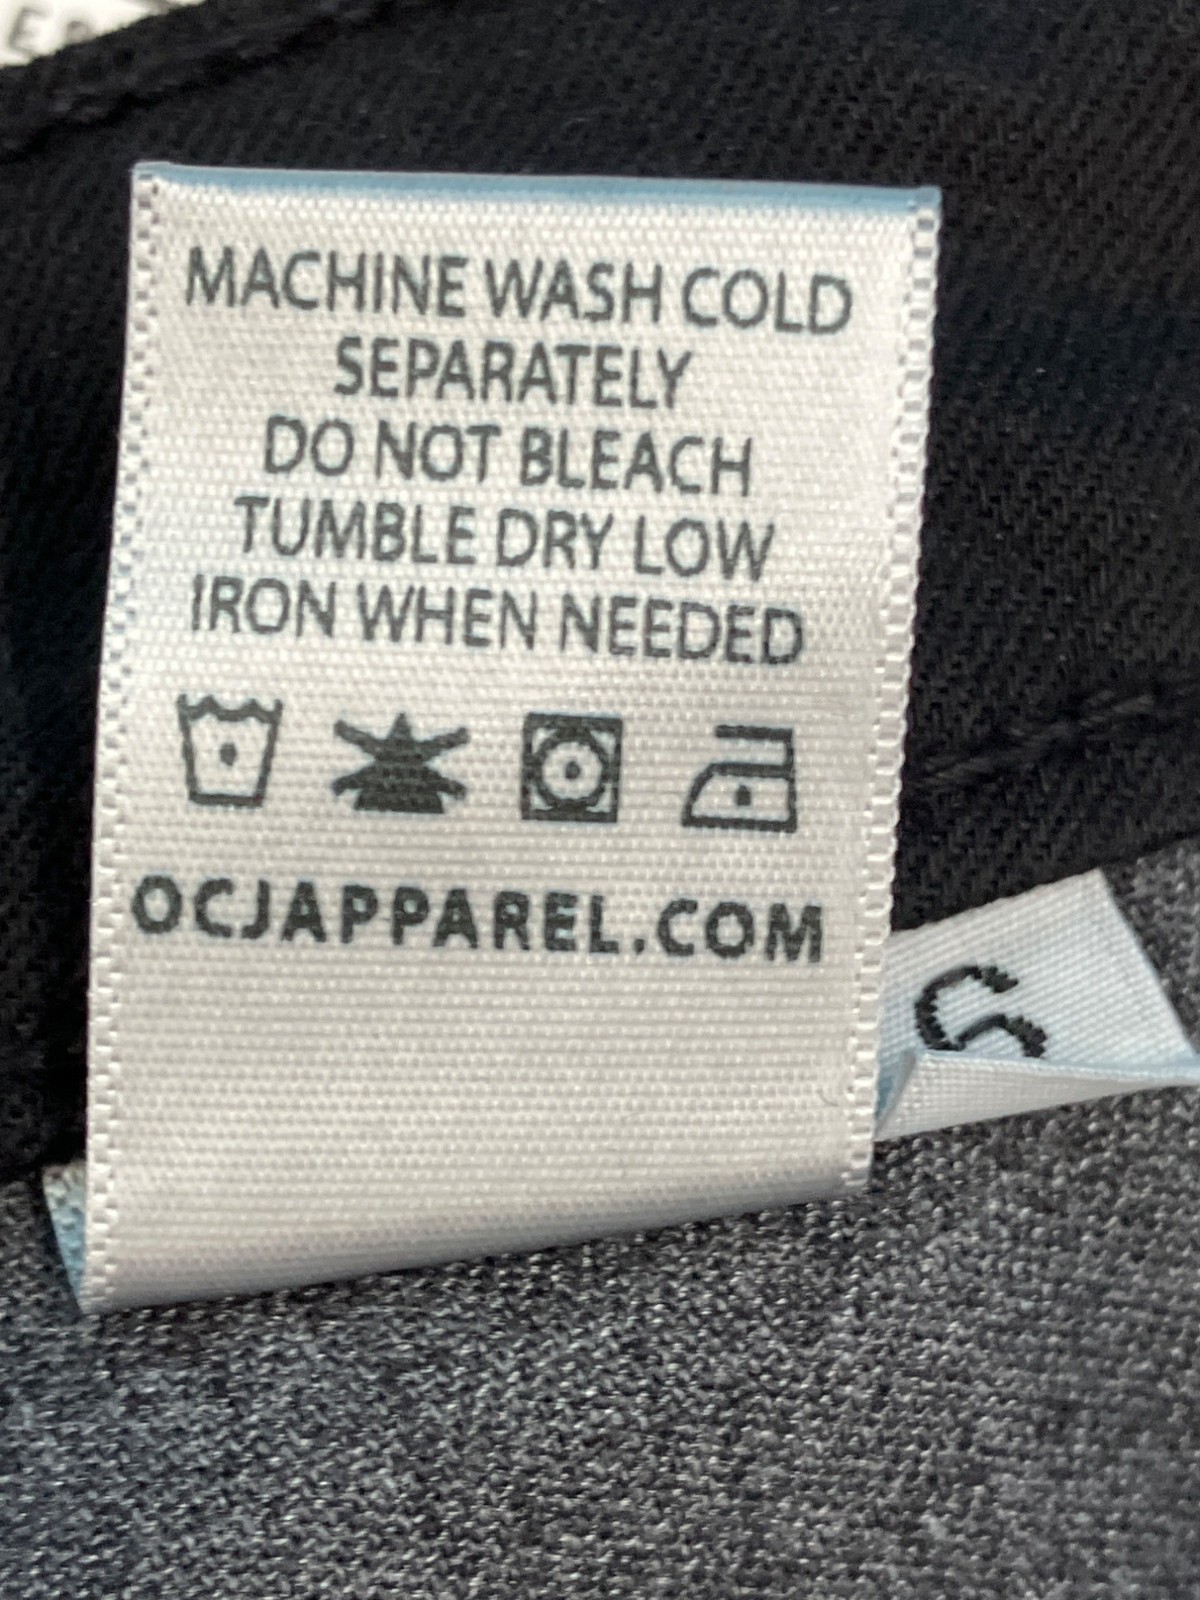 MACHINE WASH COLD
SEPARATELY
DO NOT BLEACH
TUMBLE DRY LOW
IRON WHEN NEEDED
OCJAPPAREL.COM